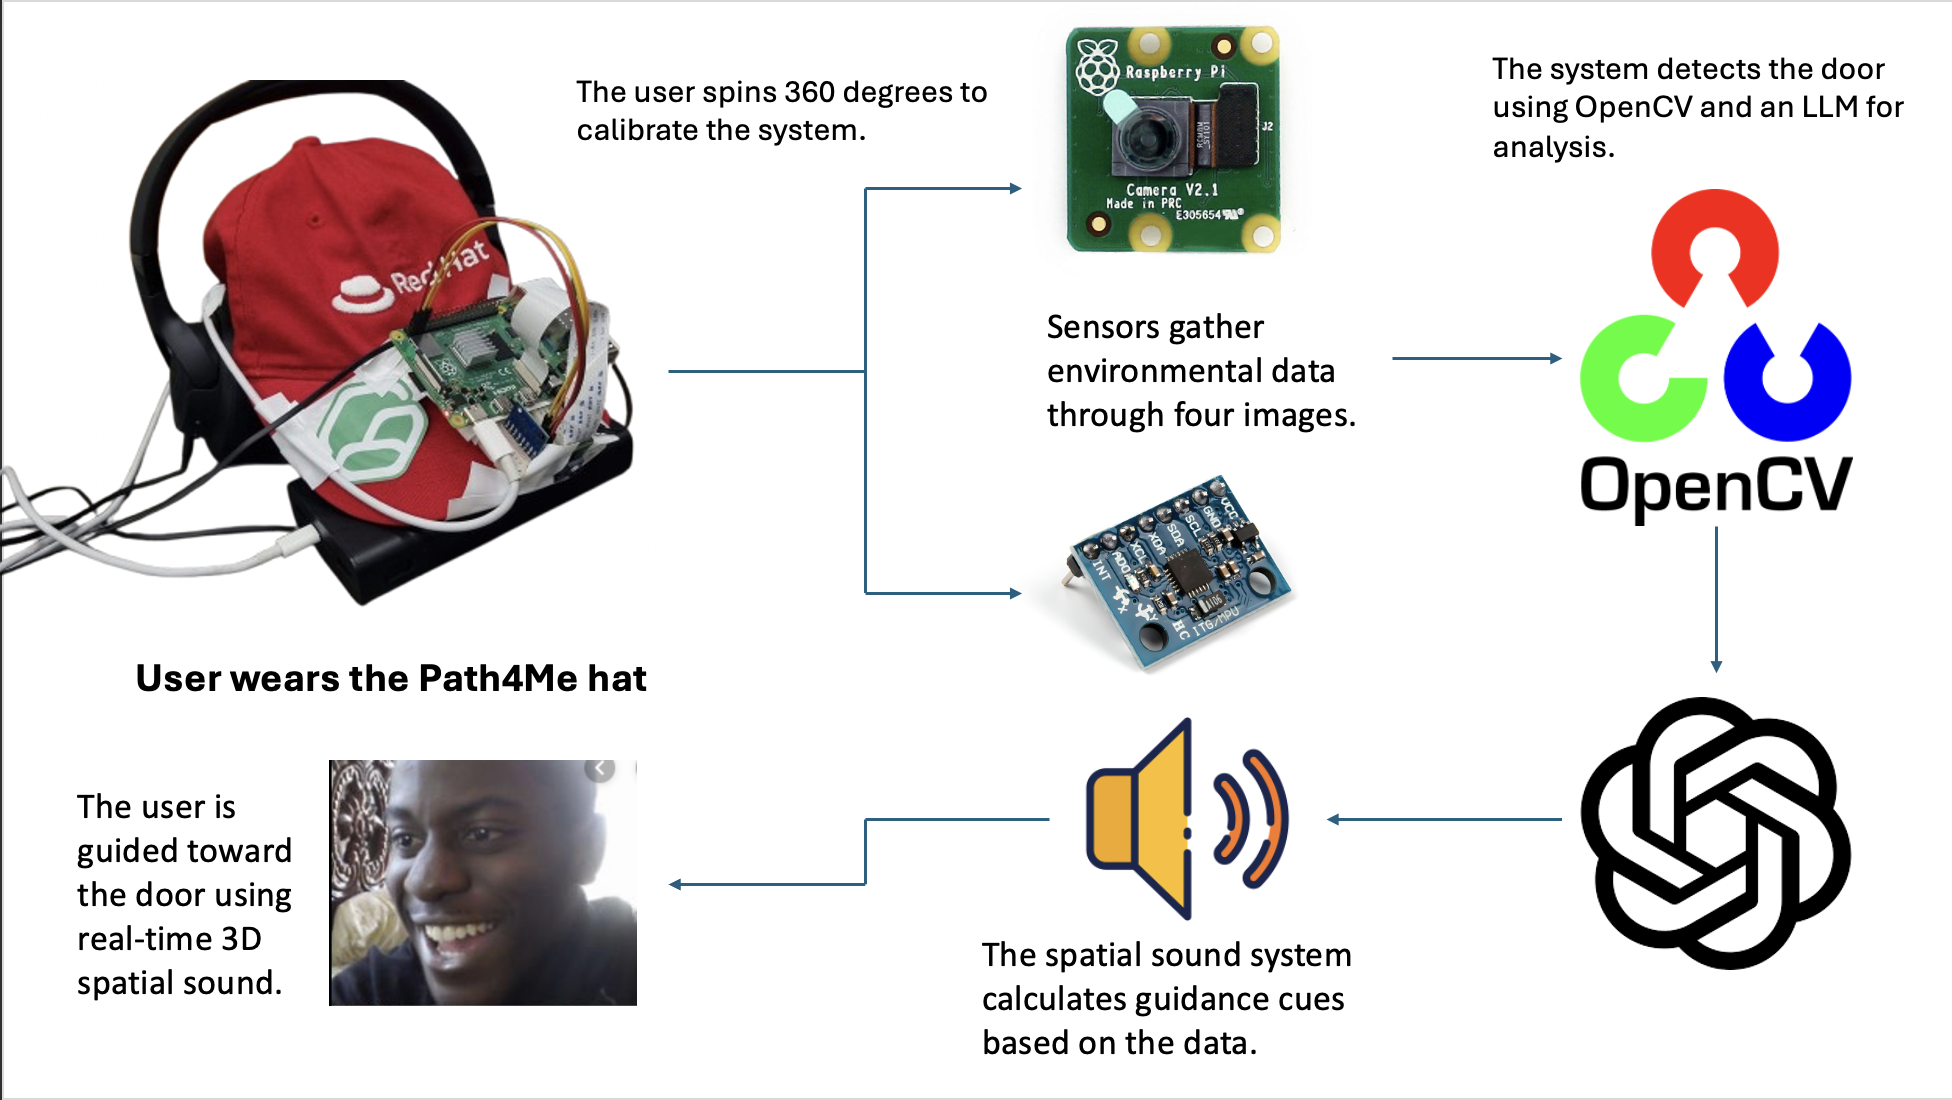 The user spins 360 degrees to
calibrate the system.
Raspberry Pi
J2
Camera V2.1
Made in PRC
E305654
The system detects the door
using OpenCV and an LLM for
analysis.
Red Hat
Sensors gather
environmental data
through four images.
OpenCV
VCC
GND
SCL
SDA
XDA
XCL
AD0
INT
X
Y
HC
ITG/MPU
User wears the Path4Me hat
The user is
guided toward
the door using
real-time 3D
spatial sound.
The spatial sound system
calculates guidance cues
based on the data.